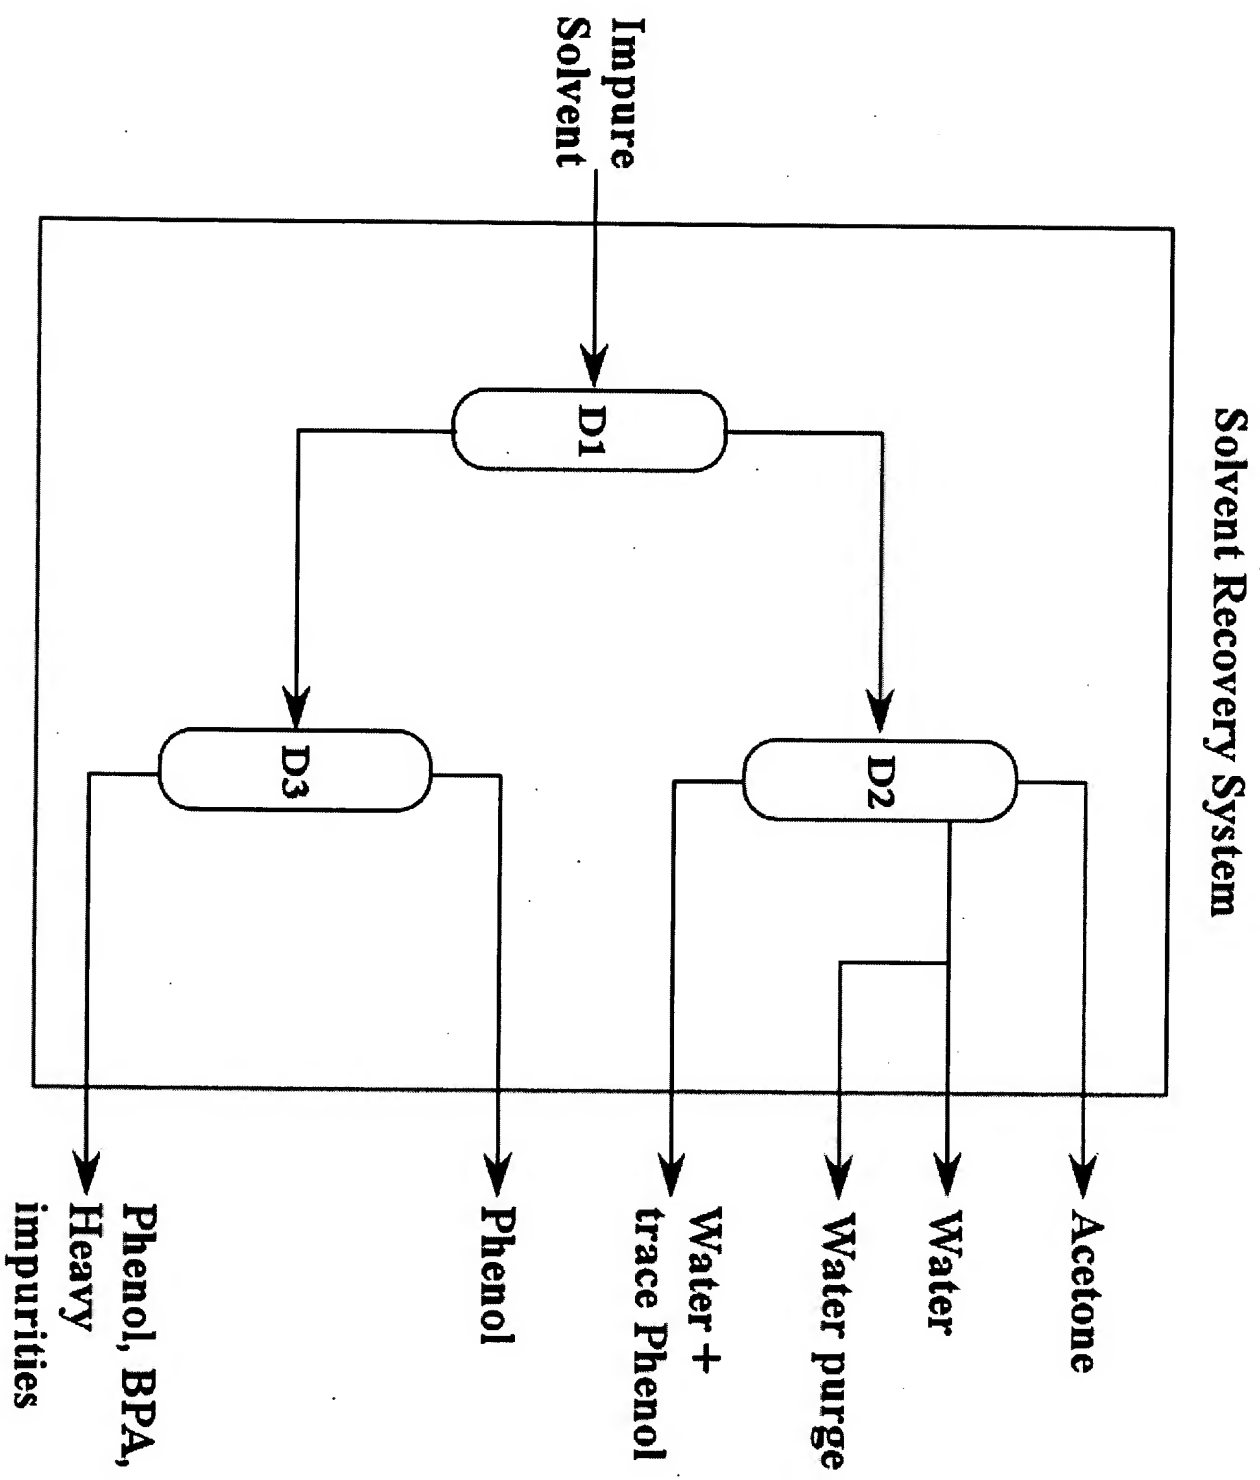 Solvent Recovery System
Impure
Solvent
D1
D2
D3
Acetone
Water
Water purge
Water +
trace Phenol
Phenol
Phenol, BPA,
Heavy
impurities